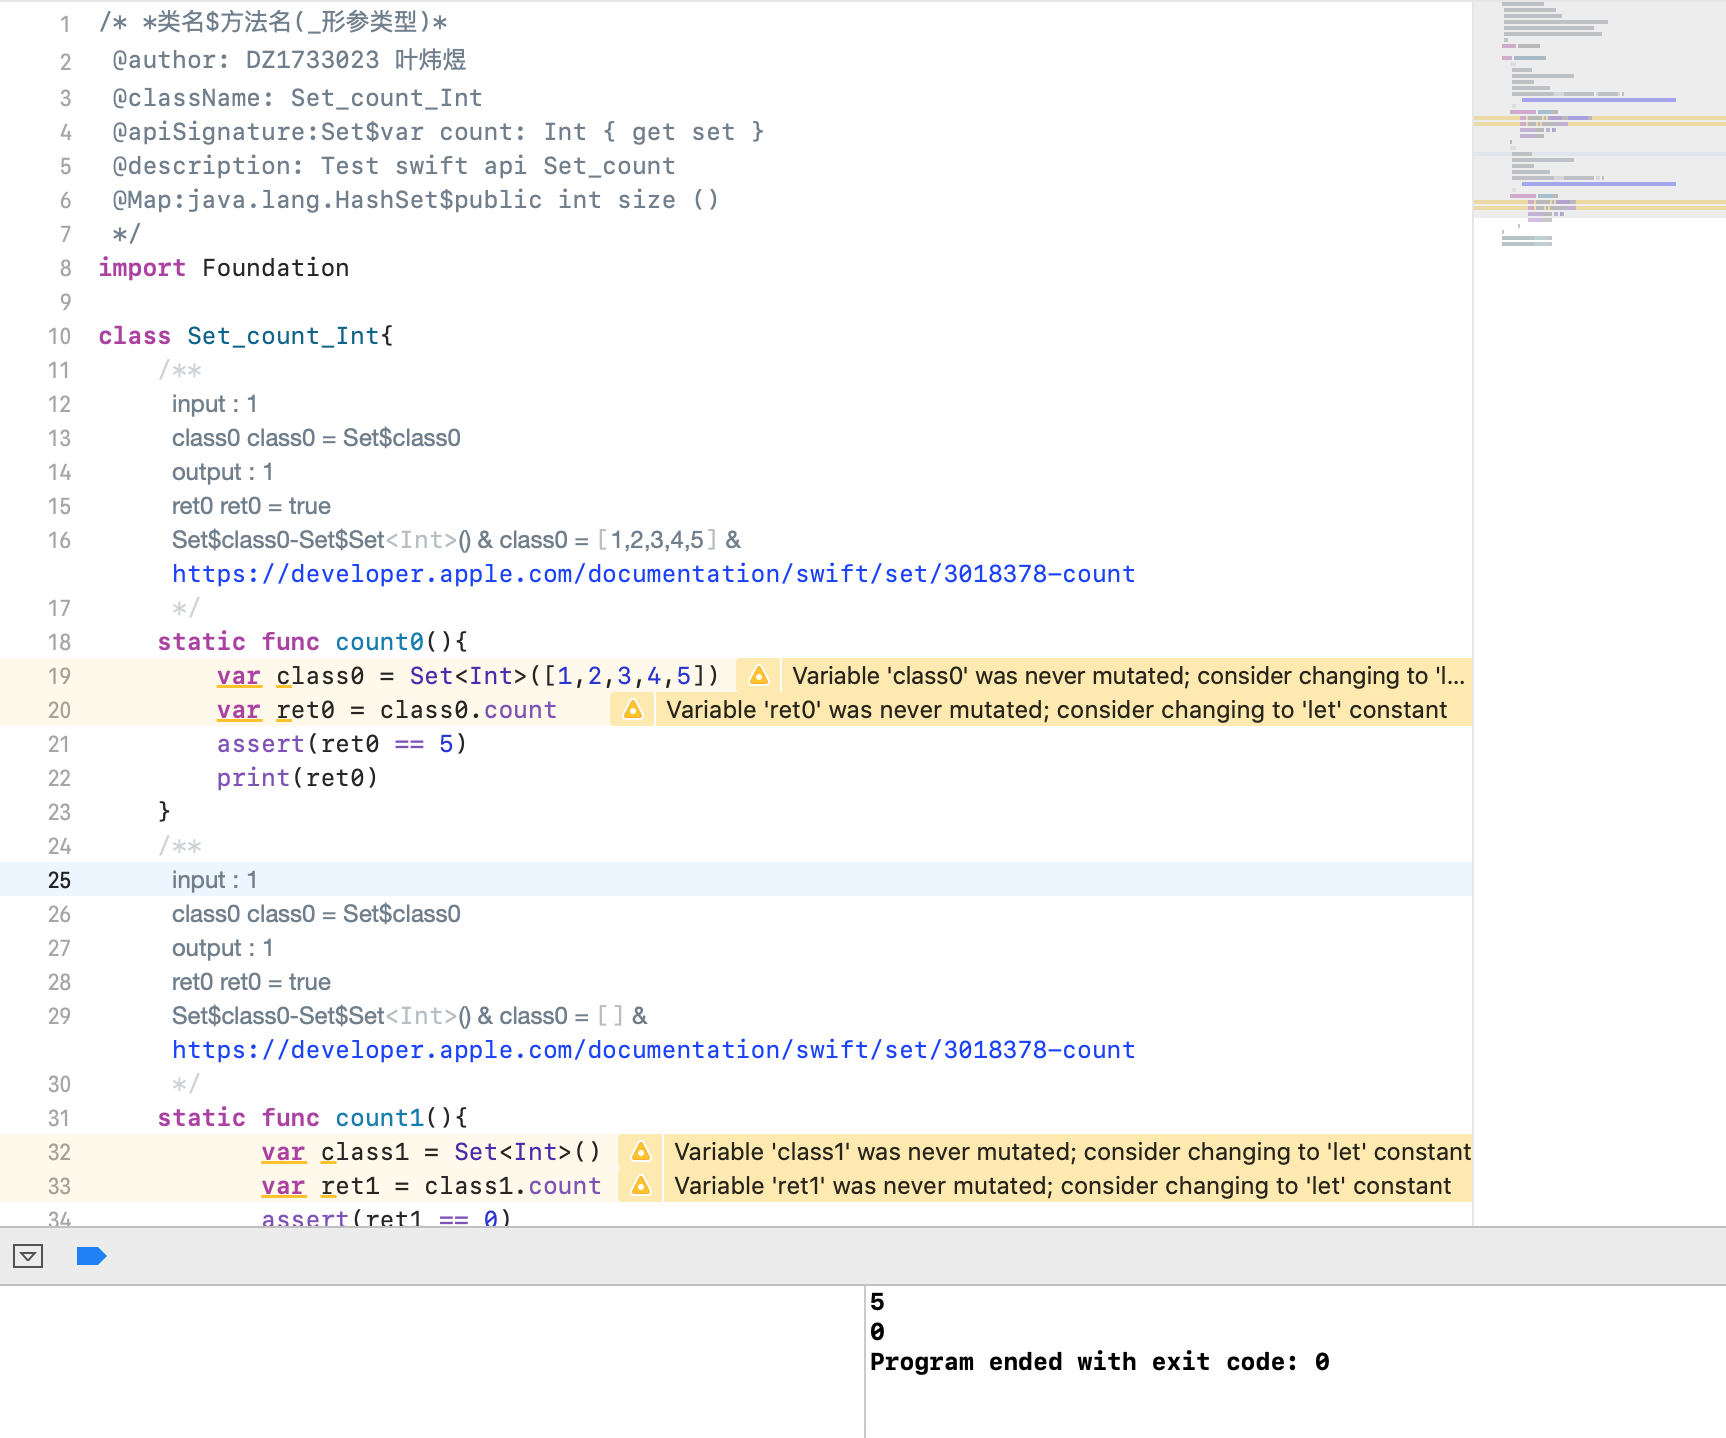 1 /* *类名$方法名(_形参类型)*
2 @author: DZ1733023 叶炜煜
3 @className: Set_count_Int
4 @apiSignature:Set$var count: Int { get set }
5 @description: Test swift api Set_count
6 @Map:java.lang.HashSet$public int size ()
7 */
8 import Foundation
9
10 class Set_count_Int{
11 /**
12 input : 1
13 class0 class0 = Set$class0
14 output : 1
15 ret0 ret0 = true
16 Set$class0-Set$Set<Int>() & class0 = [1,2,3,4,5] &
https://developer.apple.com/documentation/swift/set/3018378-count
17 */
18 static func count0(){
19 var class0 = Set<Int>([1,2,3,4,5]) Variable 'class0' was never mutated; consider changing to 'l...
20 var ret0 = class0.count Variable 'ret0' was never mutated; consider changing to 'let' constant
21 assert(ret0 == 5)
22 print(ret0)
23 }
24 /**
25 input : 1
26 class0 class0 = Set$class0
27 output : 1
28 ret0 ret0 = true
29 Set$class0-Set$Set<Int>() & class0 = [] &
https://developer.apple.com/documentation/swift/set/3018378-count
30 */
31 static func count1(){
32 var class1 = Set<Int>() Variable 'class1' was never mutated; consider changing to 'let' constant
33 var ret1 = class1.count Variable 'ret1' was never mutated; consider changing to 'let' constant
34 assert(ret1 == 0)
5
0
Program ended with exit code: 0